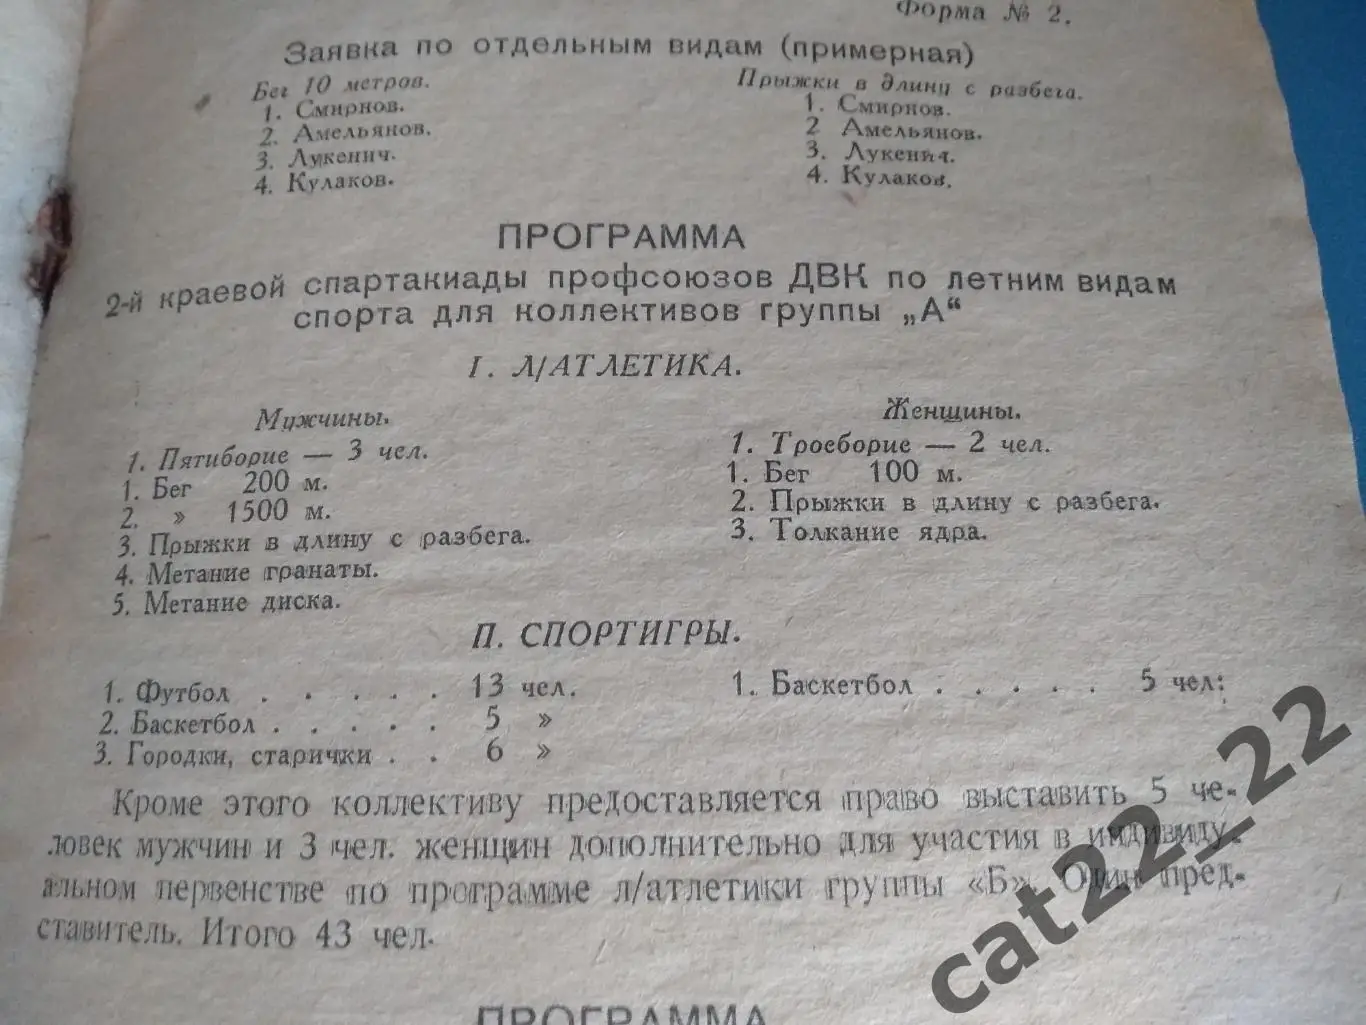 Форма № 2.
Заявка по отдельным видам (примерная)
Бег 10 метров.
1. Смирнов.
2. Амельянов.
3. Лукенич.
4. Кулаков.
Прыжки в длину с разбега.
1. Смирнов.
2 Амельянов.
3. Лукенич.
4. Кулаков.
ПРОГРАММА
2-й краевой спартакиады профсоюзов ДВК по летним видам
спорта для коллективов группы „А“
I. Л/АТЛЕТИКА.
Мужчины.
1. Пятиборие — 3 чел.
1. Бег 200 м.
2. » 1500 м.
3. Прыжки в длину с разбега.
4. Метание гранаты.
5. Метание диска.
Женщины.
1. Троеборие — 2 чел.
1. Бег 100 м.
2. Прыжки в длину с разбега.
3. Толкание ядра.
П. СПОРТИГРЫ.
1. Футбол . . . . . 13 чел.
2. Баскетбол . . . . . 5 »
3. Городки, старички . . 6 »
1. Баскетбол . . . . . 5 чел:
Кроме этого коллективу предоставляется право выставить 5 че-
ловек мужчин и 3 чел. женщин дополнительно для участия в индивиду-
альном первенстве по программе л/атлетики группы «Б». Один пред-
ставитель. Итого 43 чел.
ПРОГРАММА
cat22_22